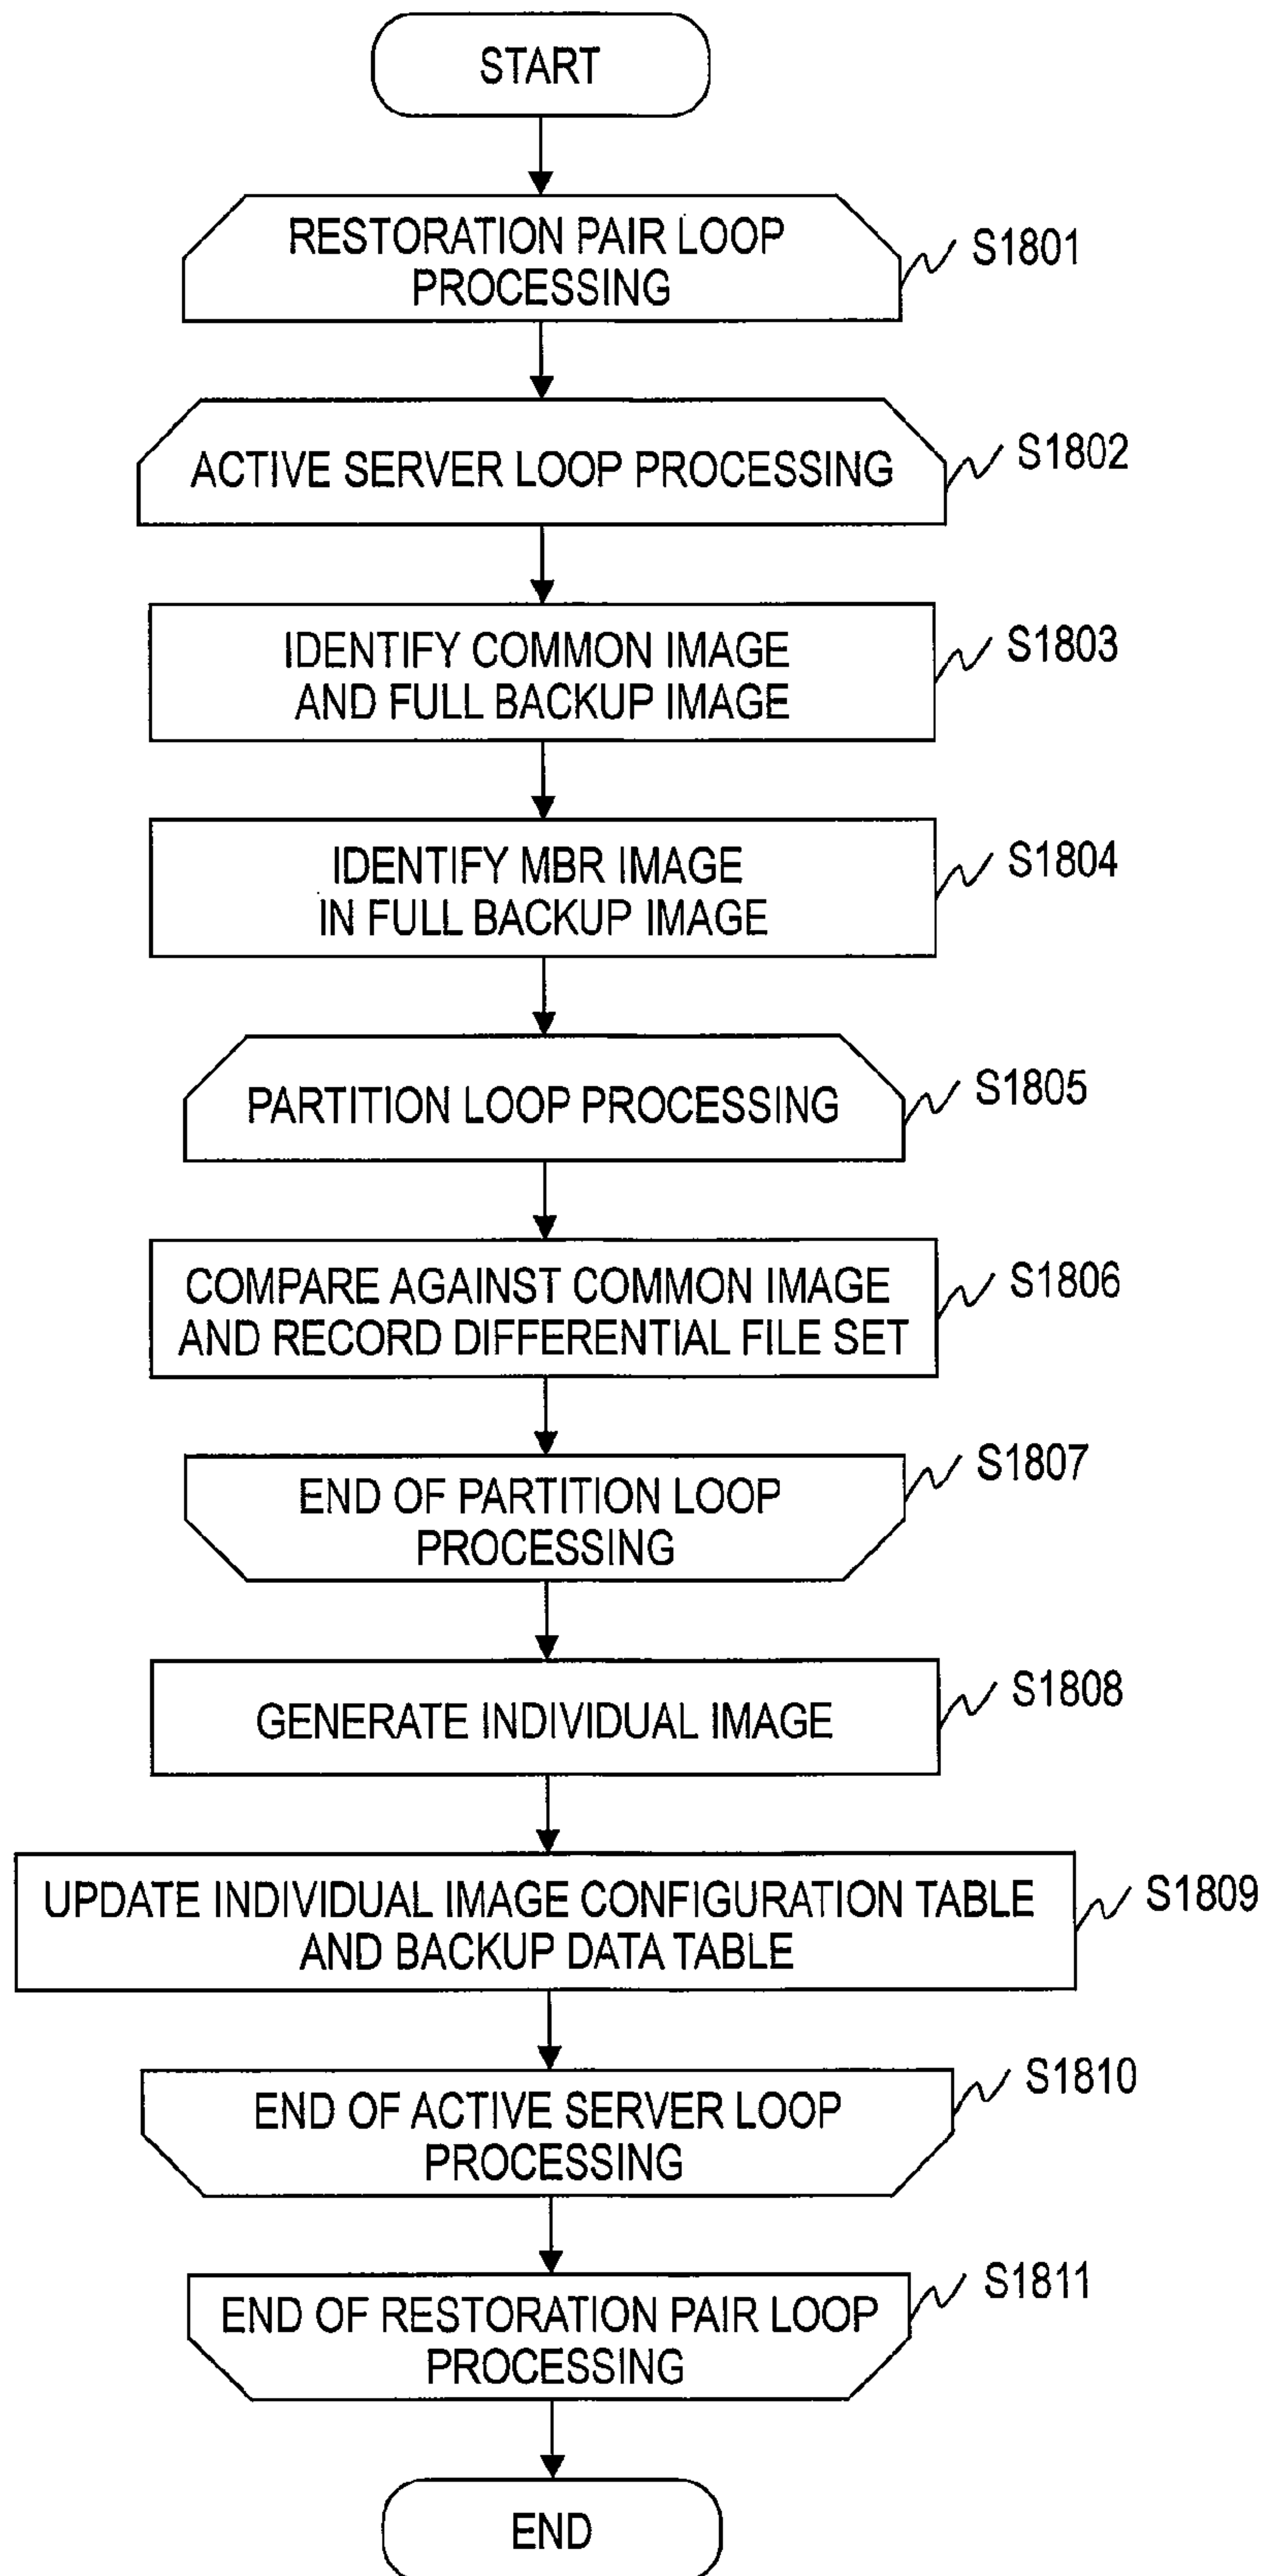 START
RESTORATION PAIR LOOP
PROCESSING
S1801
ACTIVE SERVER LOOP PROCESSING
S1802
IDENTIFY COMMON IMAGE
AND FULL BACKUP IMAGE
S1803
IDENTIFY MBR IMAGE
IN FULL BACKUP IMAGE
S1804
PARTITION LOOP PROCESSING
S1805
COMPARE AGAINST COMMON IMAGE
AND RECORD DIFFERENTIAL FILE SET
S1806
END OF PARTITION LOOP
PROCESSING
S1807
GENERATE INDIVIDUAL IMAGE
S1808
UPDATE INDIVIDUAL IMAGE CONFIGURATION TABLE
AND BACKUP DATA TABLE
S1809
END OF ACTIVE SERVER LOOP
PROCESSING
S1810
END OF RESTORATION PAIR LOOP
PROCESSING
S1811
END